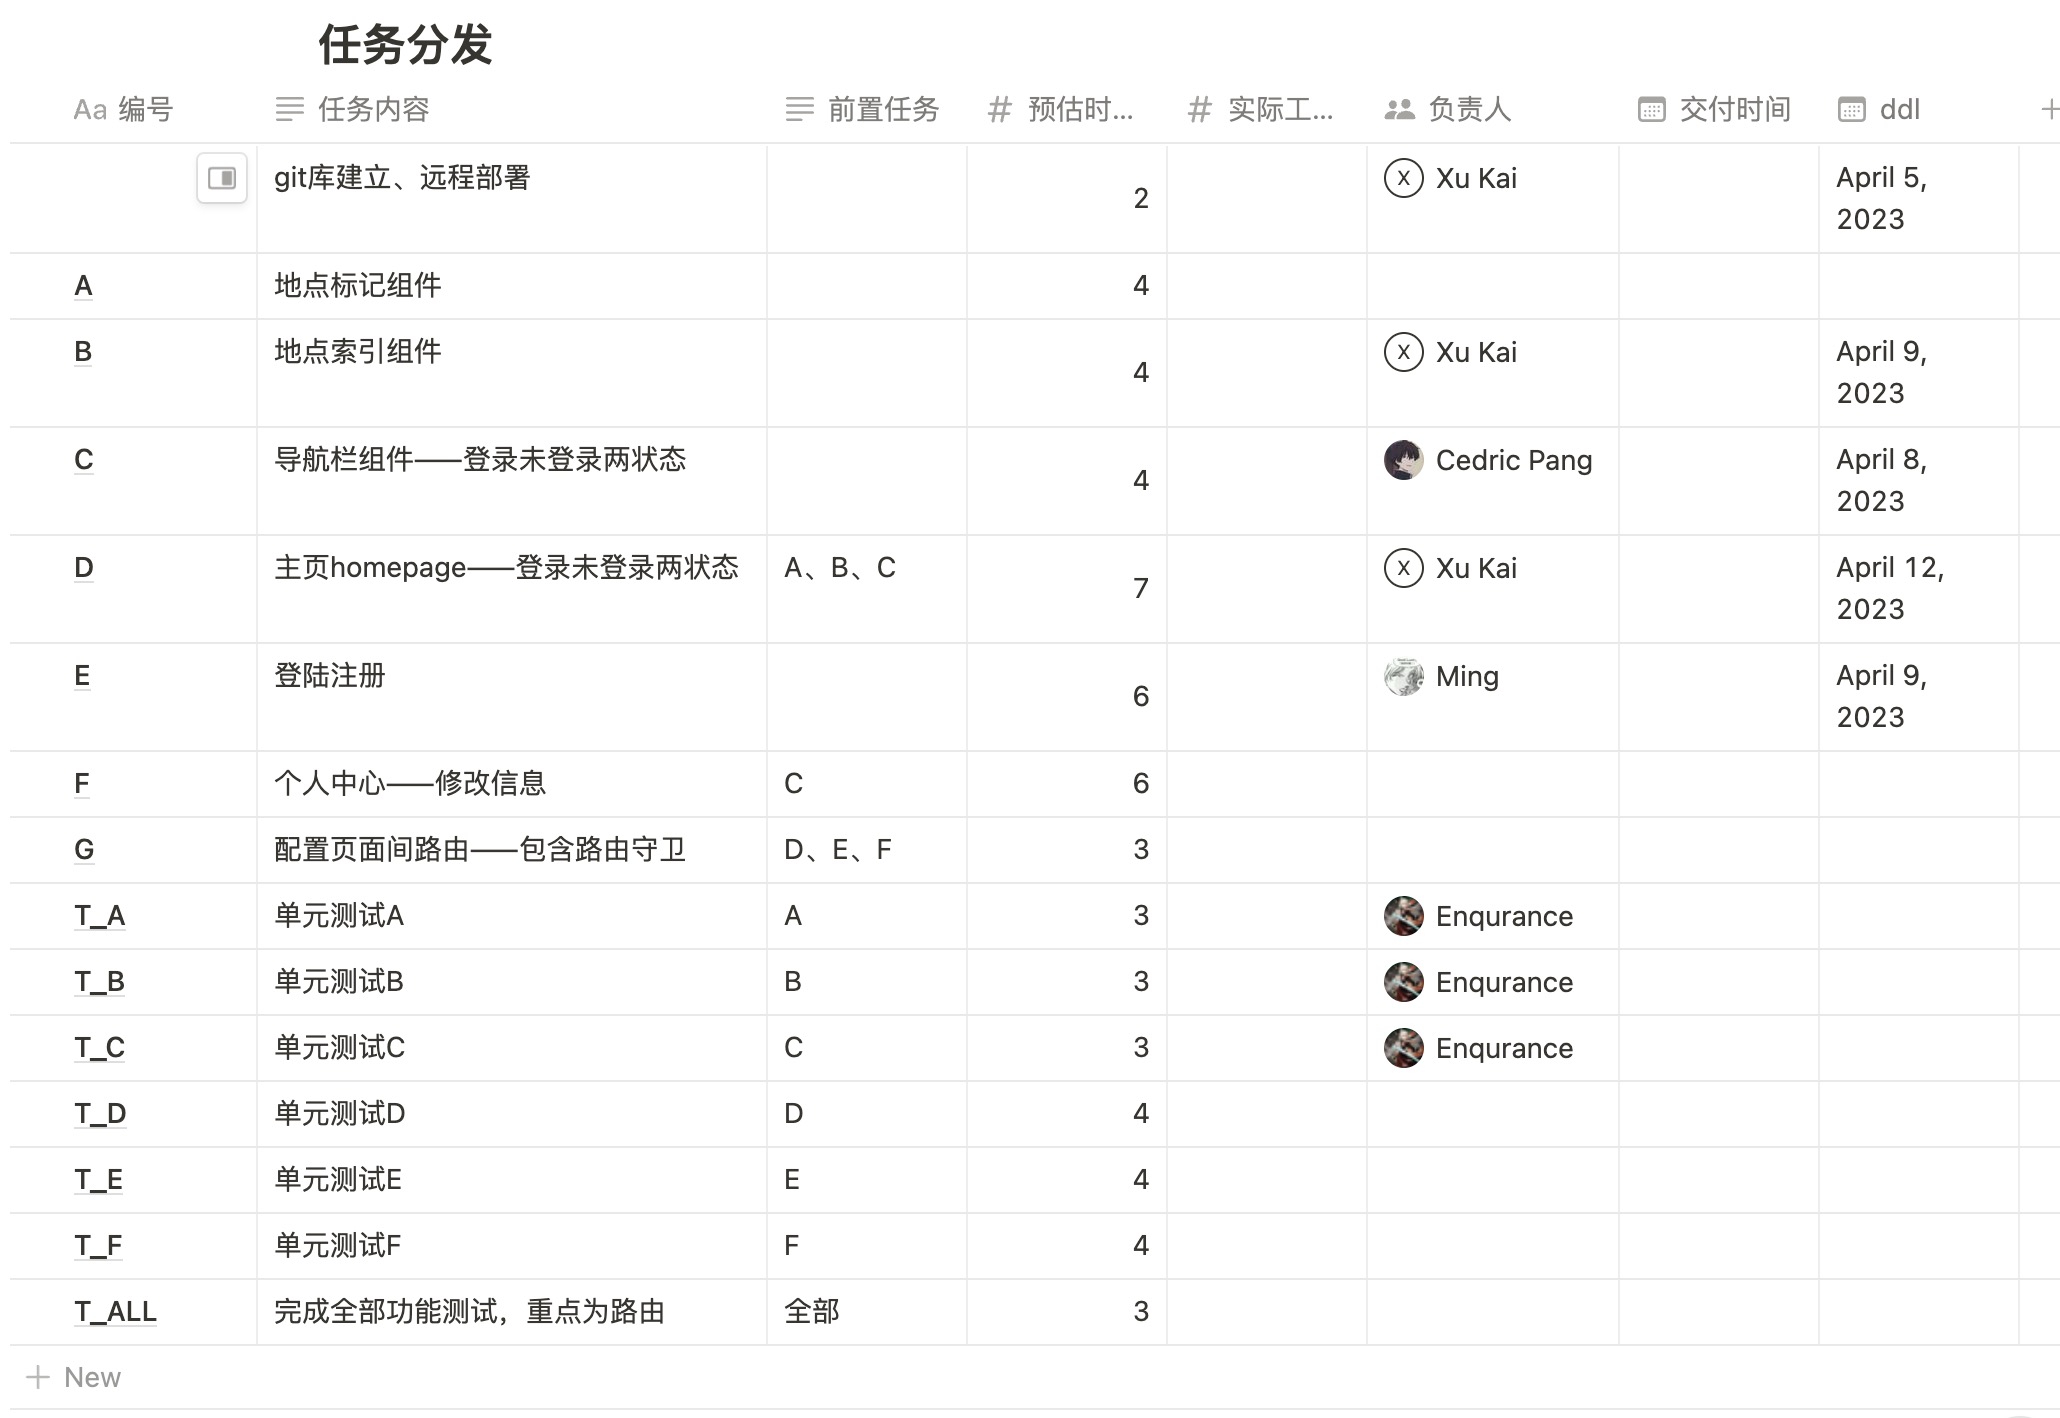 任务分发
Aa 编号 任务内容 前置任务 # 预估时... # 实际工... 负责人 交付时间 ddl
git库建立、远程部署 2 X Xu Kai April 5,
2023
A 地点标记组件 4
B 地点索引组件 4 X Xu Kai April 9,
2023
C 导航栏组件——登录未登录两状态 4 Cedric Pang April 8,
2023
D 主页homepage——登录未登录两状态 A、B、C 7 X Xu Kai April 12,
2023
E 登陆注册 6 Ming April 9,
2023
F 个人中心——修改信息 C 6
G 配置页面间路由——包含路由守卫 D、E、F 3
T_A 单元测试A A 3 Enqurance
T_B 单元测试B B 3 Enqurance
T_C 单元测试C C 3 Enqurance
T_D 单元测试D D 4
T_E 单元测试E E 4
T_F 单元测试F F 4
T_ALL 完成全部功能测试，重点为路由 全部 3
+ New